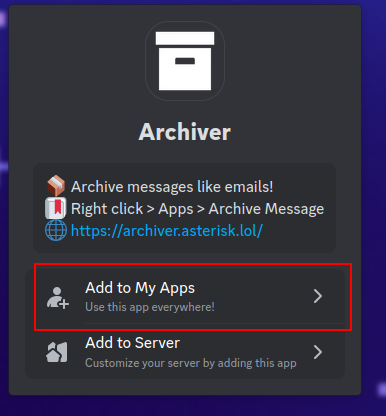 Archiver
Archive messages like emails!
Right click > Apps > Archive Message
https://archiver.asterisk.lol/
Add to My Apps
Use this app everywhere!
Add to Server
Customize your server by adding this app